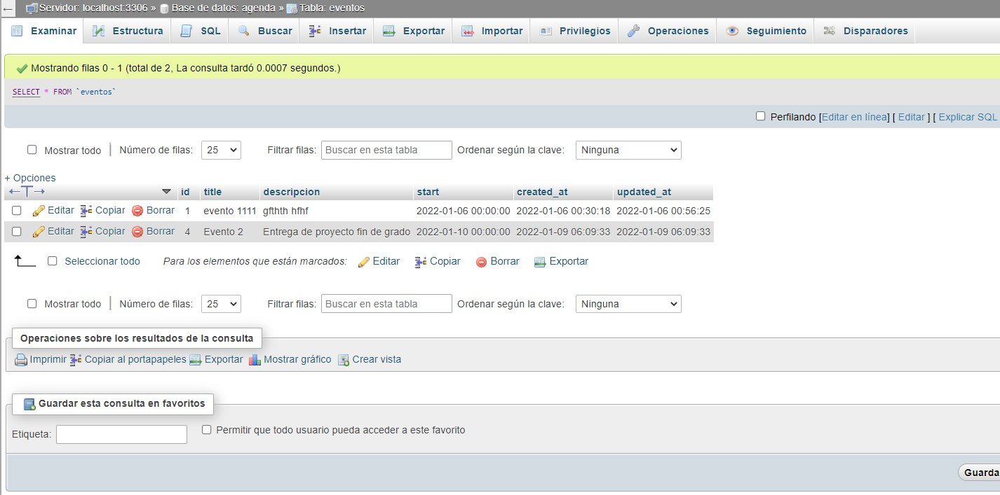 Servidor: localhost:3306 » Base de datos: agenda » Tabla: eventos
Examinar Estructura SQL Buscar Insertar Exportar Importar Privilegios Operaciones Seguimiento Disparadores
Mostrando filas 0 - 1 (total de 2, La consulta tardó 0.0007 segundos.)
SELECT * FROM `eventos`
Perfilando [Editar en línea] [ Editar ] [ Explicar SQL
Mostrar todo Número de filas: 25 Filtrar filas: Buscar en esta tabla Ordenar según la clave: Ninguna
+ Opciones
←T→ id title descripcion start created_at updated_at
Editar Copiar Borrar 1 evento 1111 gfthth hfhf 2022-01-06 00:00:00 2022-01-06 00:30:18 2022-01-06 00:56:25
Editar Copiar Borrar 4 Evento 2 Entrega de proyecto fin de grado 2022-01-10 00:00:00 2022-01-09 06:09:33 2022-01-09 06:09:33
Seleccionar todo Para los elementos que están marcados: Editar Copiar Borrar Exportar
Mostrar todo Número de filas: 25 Filtrar filas: Buscar en esta tabla Ordenar según la clave: Ninguna
Operaciones sobre los resultados de la consulta
Imprimir Copiar al portapapeles Exportar Mostrar gráfico Crear vista
Guardar esta consulta en favoritos
Etiqueta: Permitir que todo usuario pueda acceder a este favorito
Guarda